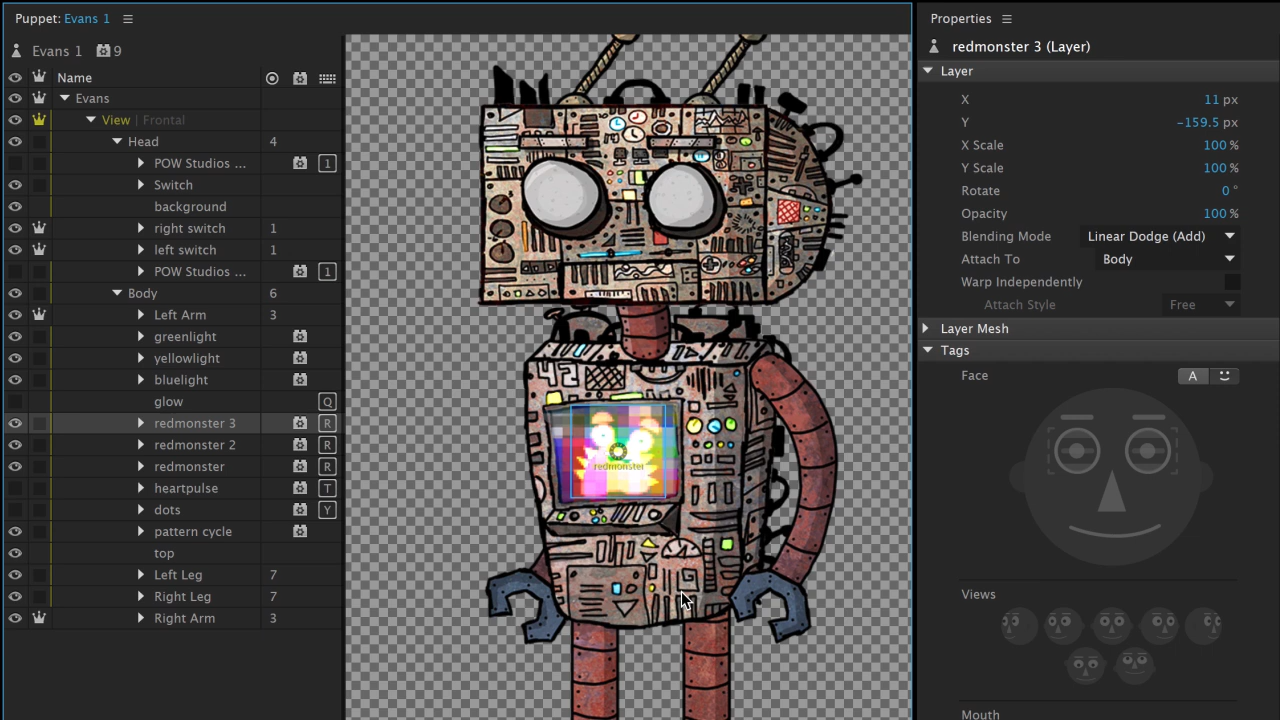 Puppet: Evans 1
Evans 1 9
Name
Evans
View | Frontal
Head 4
POW Studios ... 1
Switch
background
right switch 1
left switch 1
POW Studios ... 1
Body 6
Left Arm 3
greenlight
yellowlight
bluelight
glow Q
redmonster 3 R
redmonster 2 R
redmonster R
heartpulse T
dots Y
pattern cycle
top
Left Leg 7
Right Leg 7
Right Arm 3
42
redmonster
Properties
redmonster 3 (Layer)
Layer
X 11 px
Y -159.5 px
X Scale 100 %
Y Scale 100 %
Rotate 0 °
Opacity 100 %
Blending Mode Linear Dodge (Add)
Attach To Body
Warp Independently
Attach Style Free
Layer Mesh
Tags
Face A
Views
Mouth